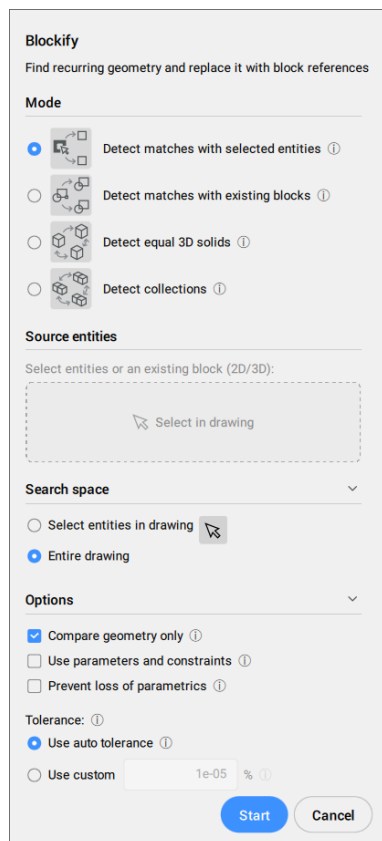 Blockify
Find recurring geometry and replace it with block references
Mode
Detect matches with selected entities
Detect matches with existing blocks
Detect equal 3D solids
Detect collections
Source entities
Select entities or an existing block (2D/3D):
Select in drawing
Search space
Select entities in drawing
Entire drawing
Options
Compare geometry only
Use parameters and constraints
Prevent loss of parametrics
Tolerance:
Use auto tolerance
Use custom 1e-05 %
Start Cancel